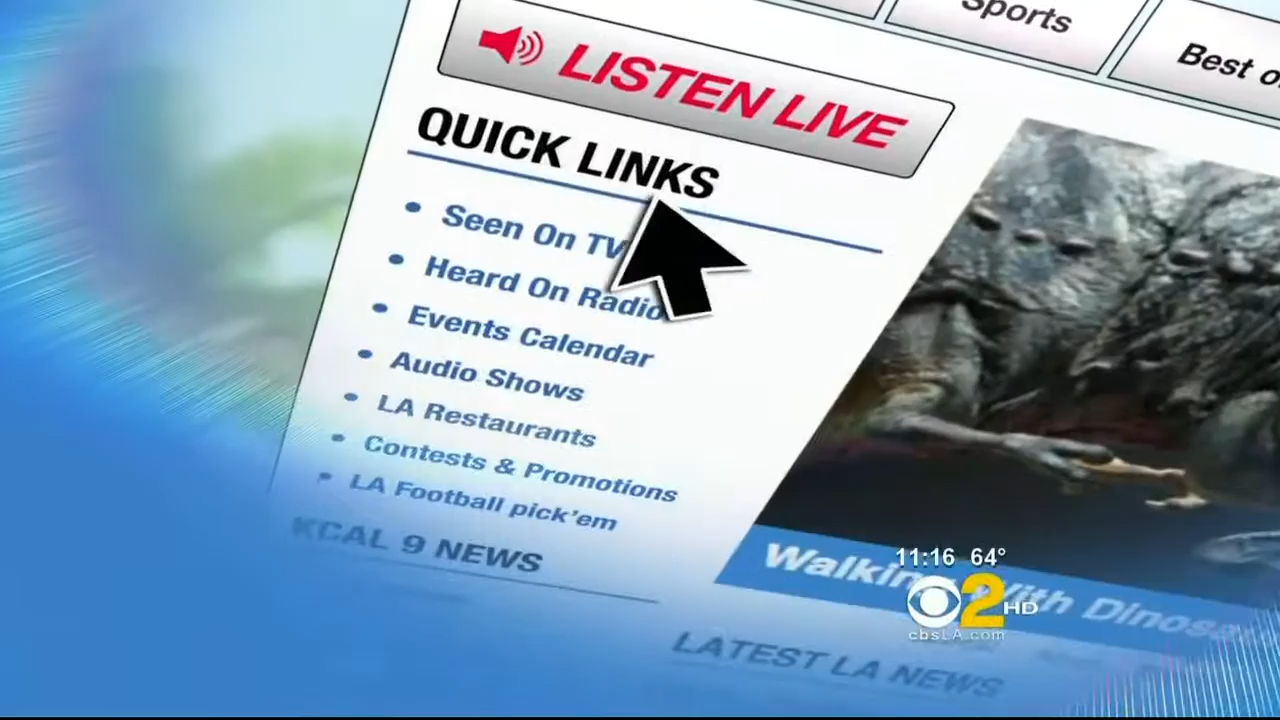 Sports
Best o
LISTEN LIVE
QUICK LINKS
• Seen On TV
• Heard On Radio
• Events Calendar
• Audio Shows
• LA Restaurants
• Contests & Promotions
• LA Football pick'em
KCAL 9 NEWS
Walking With Dinosa
LATEST LA NEWS
11:16 64°
2 HD
cbsLA.com